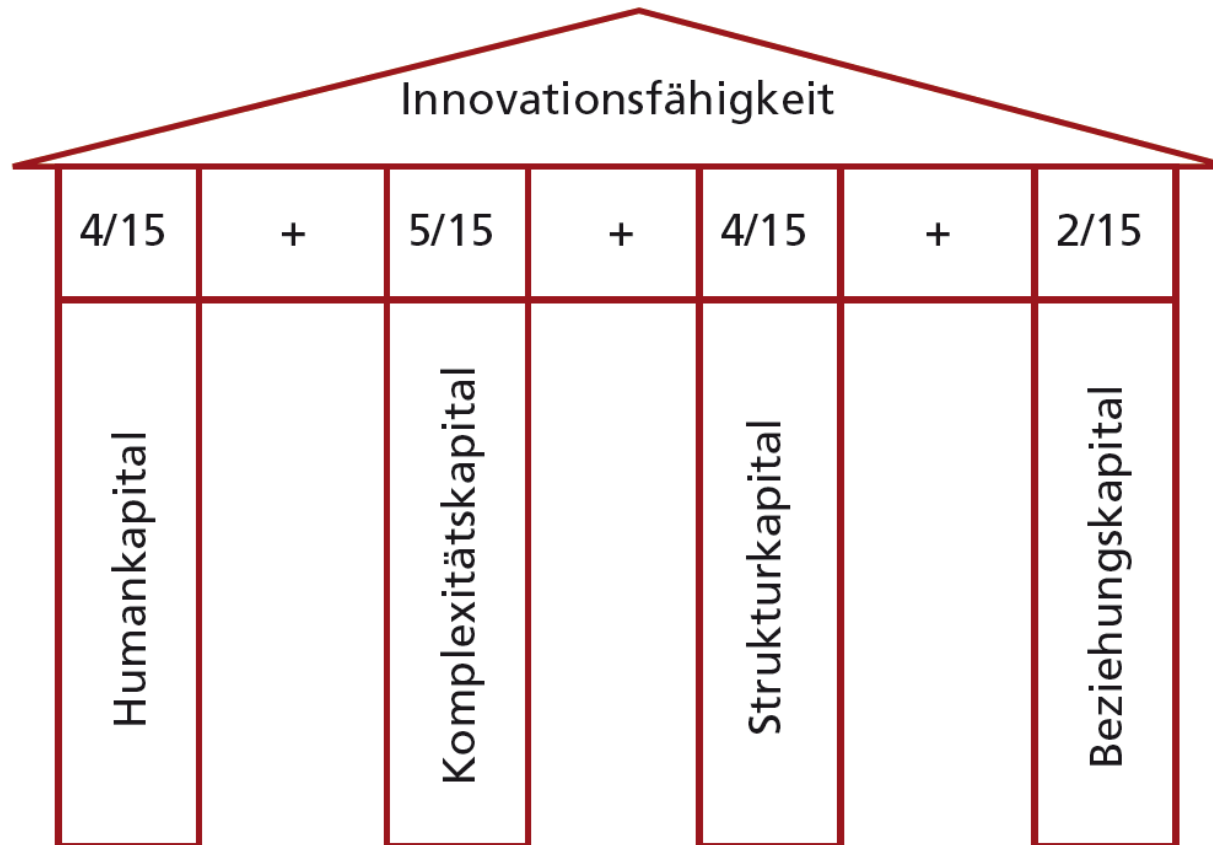 Innovationsfähigkeit
4/15 + 5/15 + 4/15 + 2/15
Humankapital
Komplexitätskapital
Strukturkapital
Beziehungskapital